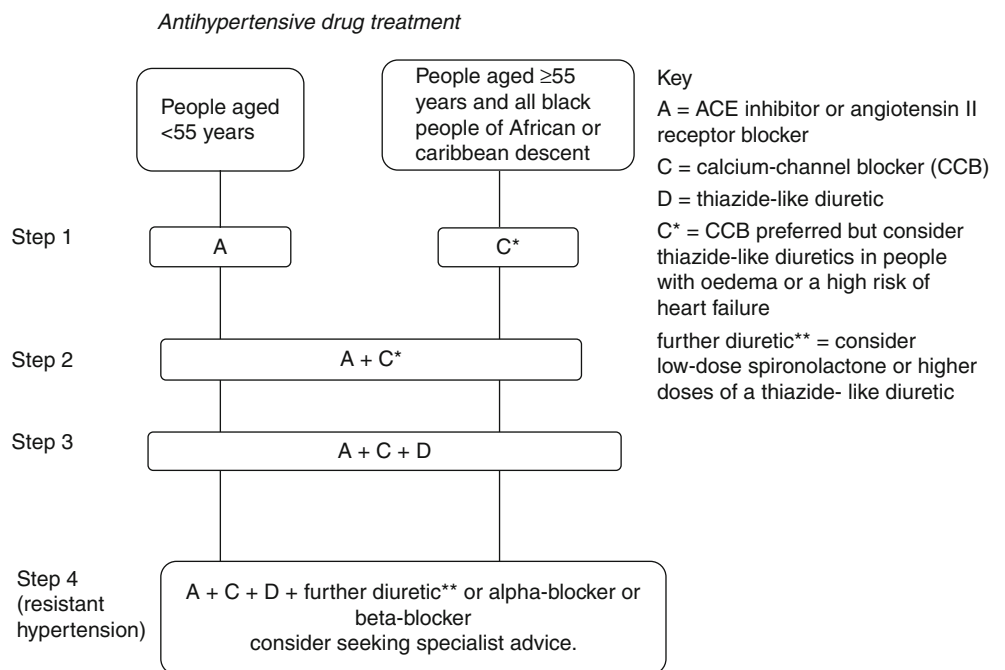 Antihypertensive drug treatment
People aged
<55 years
People aged ≥55
years and all black
people of African or
caribbean descent
Key
A = ACE inhibitor or angiotensin II
receptor blocker
C = calcium-channel blocker (CCB)
D = thiazide-like diuretic
C* = CCB preferred but consider
thiazide-like diuretics in people
with oedema or a high risk of
heart failure
further diuretic** = consider
low-dose spironolactone or higher
doses of a thiazide- like diuretic
Step 1
A
C*
Step 2
A + C*
Step 3
A + C + D
Step 4
(resistant
hypertension)
A + C + D + further diuretic** or alpha-blocker or
beta-blocker
consider seeking specialist advice.